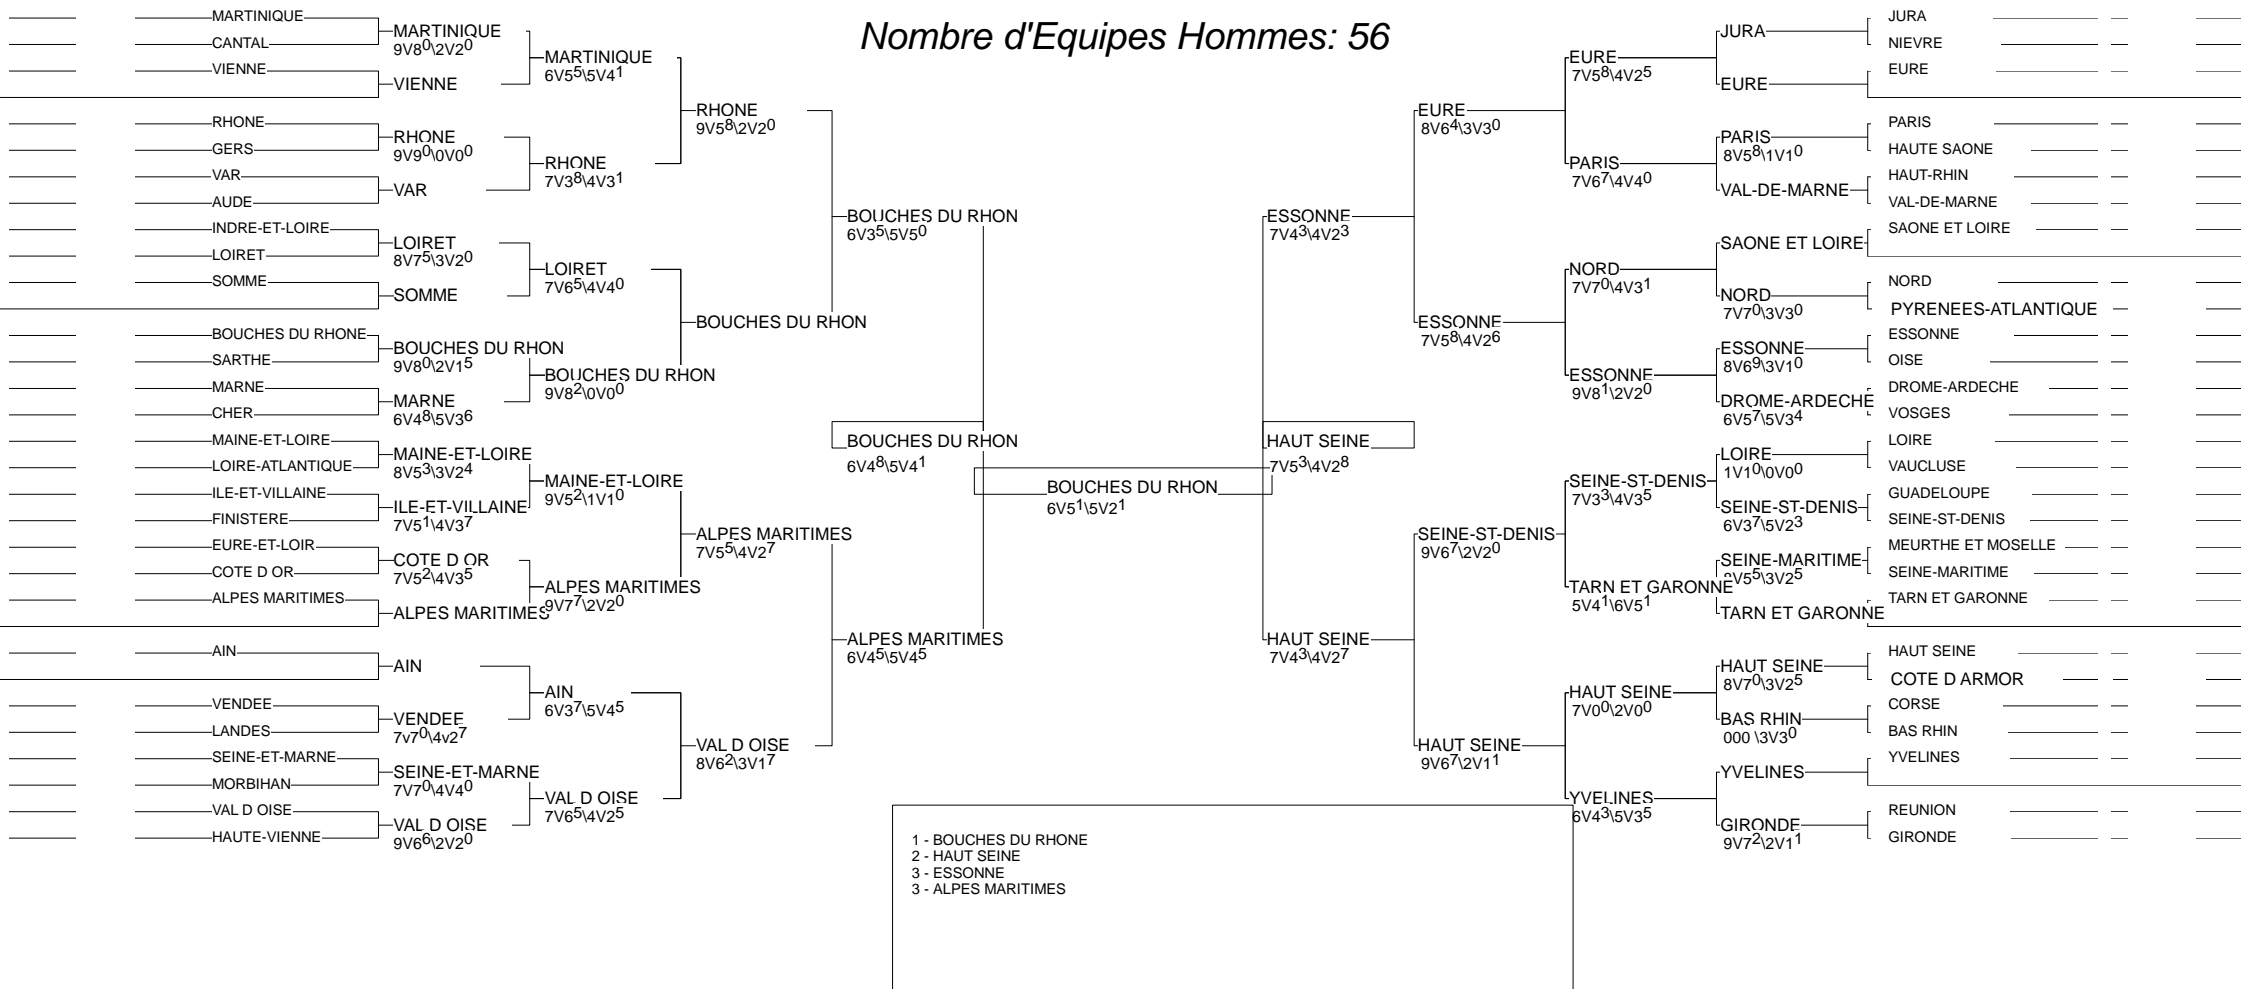 Nombre d'Equipes Hommes: 56
MARTINIQUE
CANTAL
VIENNE
RHONE
GERS
VAR
AUDE
INDRE-ET-LOIRE
LOIRET
SOMME
BOUCHES DU RHONE
SARTHE
MARNE
CHER
MAINE-ET-LOIRE
LOIRE-ATLANTIQUE
ILE-ET-VILLAINE
FINISTERE
EURE-ET-LOIR
COTE D OR
ALPES MARITIMES
AIN
VENDEE
LANDES
SEINE-ET-MARNE
MORBIHAN
VAL D OISE
HAUTE-VIENNE
MARTINIQUE
9V80\2V20
VIENNE
RHONE
9V90\0V00
VAR
LOIRET
8V75\3V20
SOMME
BOUCHES DU RHON
9V80\2V15
MARNE
6V48\5V36
MAINE-ET-LOIRE
8V53\3V24
ILE-ET-VILLAINE
7V51\4V37
COTE D OR
7V52\4V35
ALPES MARITIMES
AIN
VENDEE
7v70\4v27
SEINE-ET-MARNE
7V70\4V40
VAL D OISE
9V66\2V20
MARTINIQUE
6V55\5V41
RHONE
7V38\4V31
LOIRET
7V65\4V40
BOUCHES DU RHON
9V82\0V00
MAINE-ET-LOIRE
9V52\1V10
ALPES MARITIMES
9V77\2V20
AIN
6V37\5V45
VAL D OISE
7V65\4V25
RHONE
9V58\2V20
BOUCHES DU RHON
ALPES MARITIMES
7V55\4V27
VAL D OISE
8V62\3V17
BOUCHES DU RHON
6V35\5V50
BOUCHES DU RHON
6V48\5V41
ALPES MARITIMES
6V45\5V45
BOUCHES DU RHON
6V51\5V21
ESSONNE
7V43\4V23
HAUT SEINE
7V53\4V28
HAUT SEINE
7V43\4V27
EURE
8V64\3V30
ESSONNE
7V58\4V26
SEINE-ST-DENIS
9V67\2V20
HAUT SEINE
9V67\2V11
EURE
7V58\4V25
PARIS
7V67\4V40
NORD
7V70\4V31
ESSONNE
9V81\2V20
SEINE-ST-DENIS
7V33\4V35
TARN ET GARONNE
5V41\6V51
HAUT SEINE
7V00\2V00
YVELINES
6V43\5V35
JURA
EURE
PARIS
8V58\1V10
VAL-DE-MARNE
SAONE ET LOIRE
NORD
7V70\3V30
ESSONNE
8V69\3V10
DROME-ARDECHE
6V57\5V34
LOIRE
1V10\0V00
SEINE-ST-DENIS
6V37\5V23
SEINE-MARITIME
8V55\3V25
TARN ET GARONNE
HAUT SEINE
8V70\3V25
BAS RHIN
000 \3V30
YVELINES
GIRONDE
9V72\2V11
JURA
NIEVRE
EURE
PARIS
HAUTE SAONE
HAUT-RHIN
VAL-DE-MARNE
SAONE ET LOIRE
NORD
PYRENEES-ATLANTIQUE
ESSONNE
OISE
DROME-ARDECHE
VOSGES
LOIRE
VAUCLUSE
GUADELOUPE
SEINE-ST-DENIS
MEURTHE ET MOSELLE
SEINE-MARITIME
TARN ET GARONNE
HAUT SEINE
COTE D ARMOR
CORSE
BAS RHIN
YVELINES
REUNION
GIRONDE
1 - BOUCHES DU RHONE
2 - HAUT SEINE
3 - ESSONNE
3 - ALPES MARITIMES